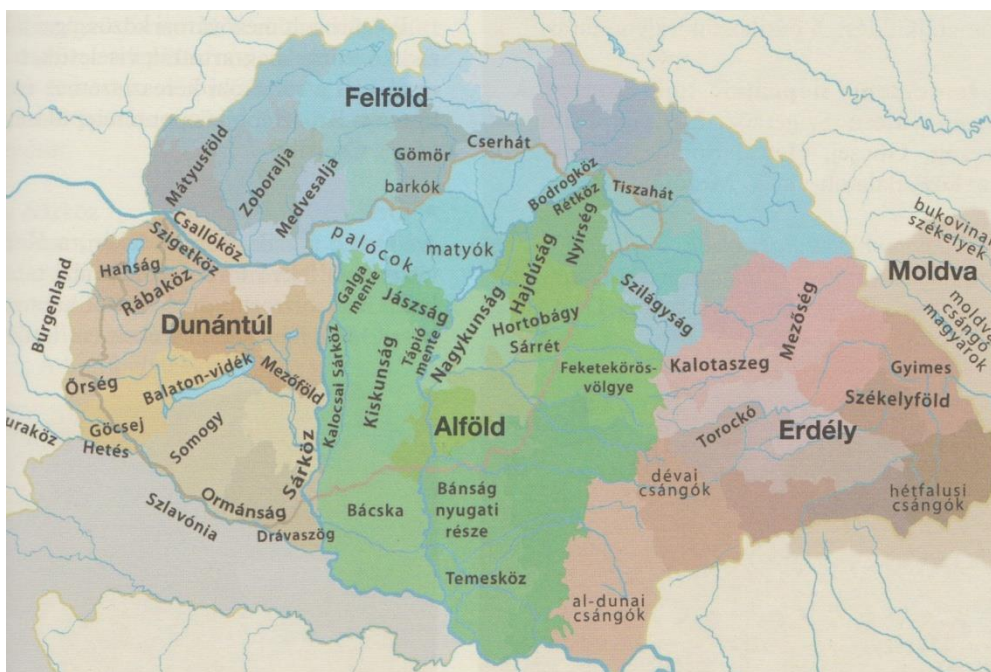 Felföld
Mátyusföld
Zoboralja
Medvesalja
Gömör
barkók
Cserhát
Bodrogköz
Rétköz
Tiszahát
Nyírség
Csallóköz
Szigetköz
Hanság
Rábaköz
palócok
matyók
Galga
mente
Jászság
Tápió
mente
Nagykunság
Hajdúság
Hortobágy
Sárrét
Szilágyság
bukovinai
székelyek
Moldva
moldvai
csángó
magyarok
Burgenland
Dunántúl
Balaton-vidék
Mezőföld
Kalocsai Sárköz
Kiskunság
Feketekörös-
völgye
Kalotaszeg
Mezőség
Gyimes
Székelyföld
Őrség
Göcsej
Hetés
uraköz
Somogy
Sárköz
Alföld
Torockó
Erdély
dévai
csángók
hétfalusi
csángók
Szlavónia
Ormánság
Drávaszög
Bácska
Bánság
nyugati
része
Temesköz
al-dunai
csángók